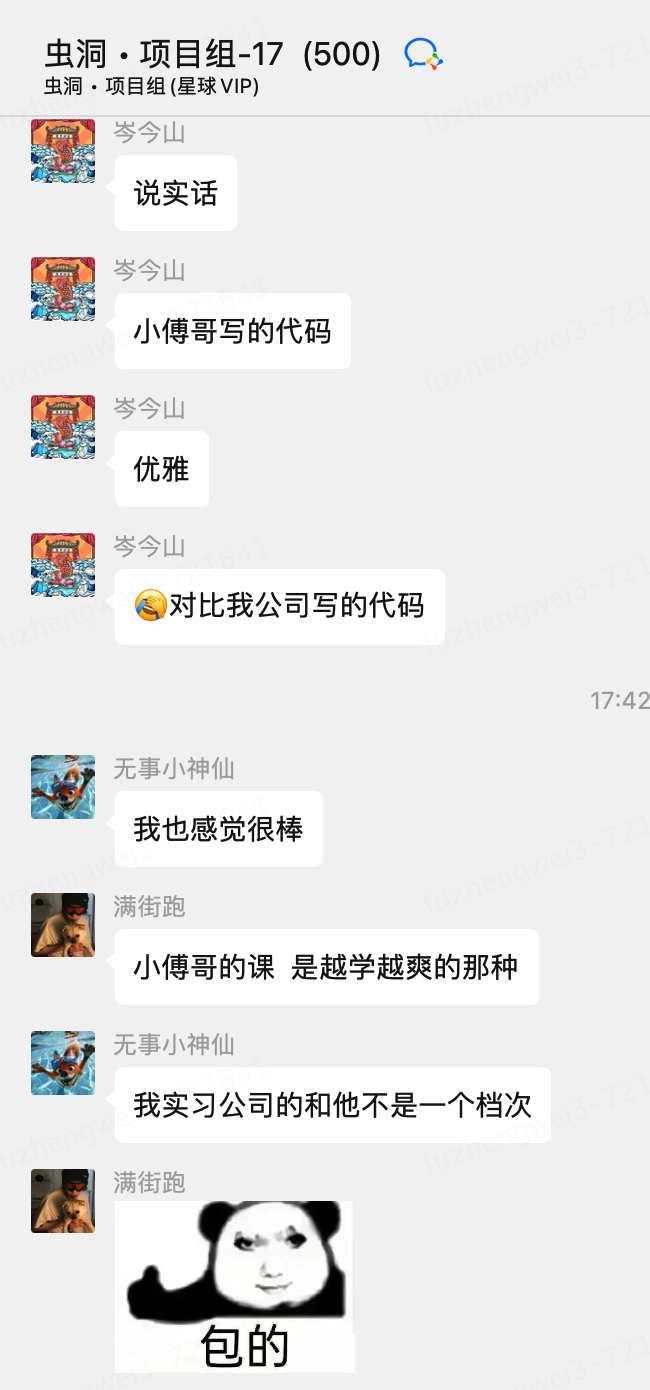 虫洞·项目组-17 (500)
虫洞·项目组(星球VIP)
岑今山
说实话
岑今山
小傅哥写的代码
岑今山
优雅
岑今山
🤣对比我公司写的代码
17:42
无事小神仙
我也感觉很棒
满街跑
小傅哥的课 是越学越爽的那种
无事小神仙
我实习公司的和他不是一个档次
满街跑
包的
fuzhengwei3-721641